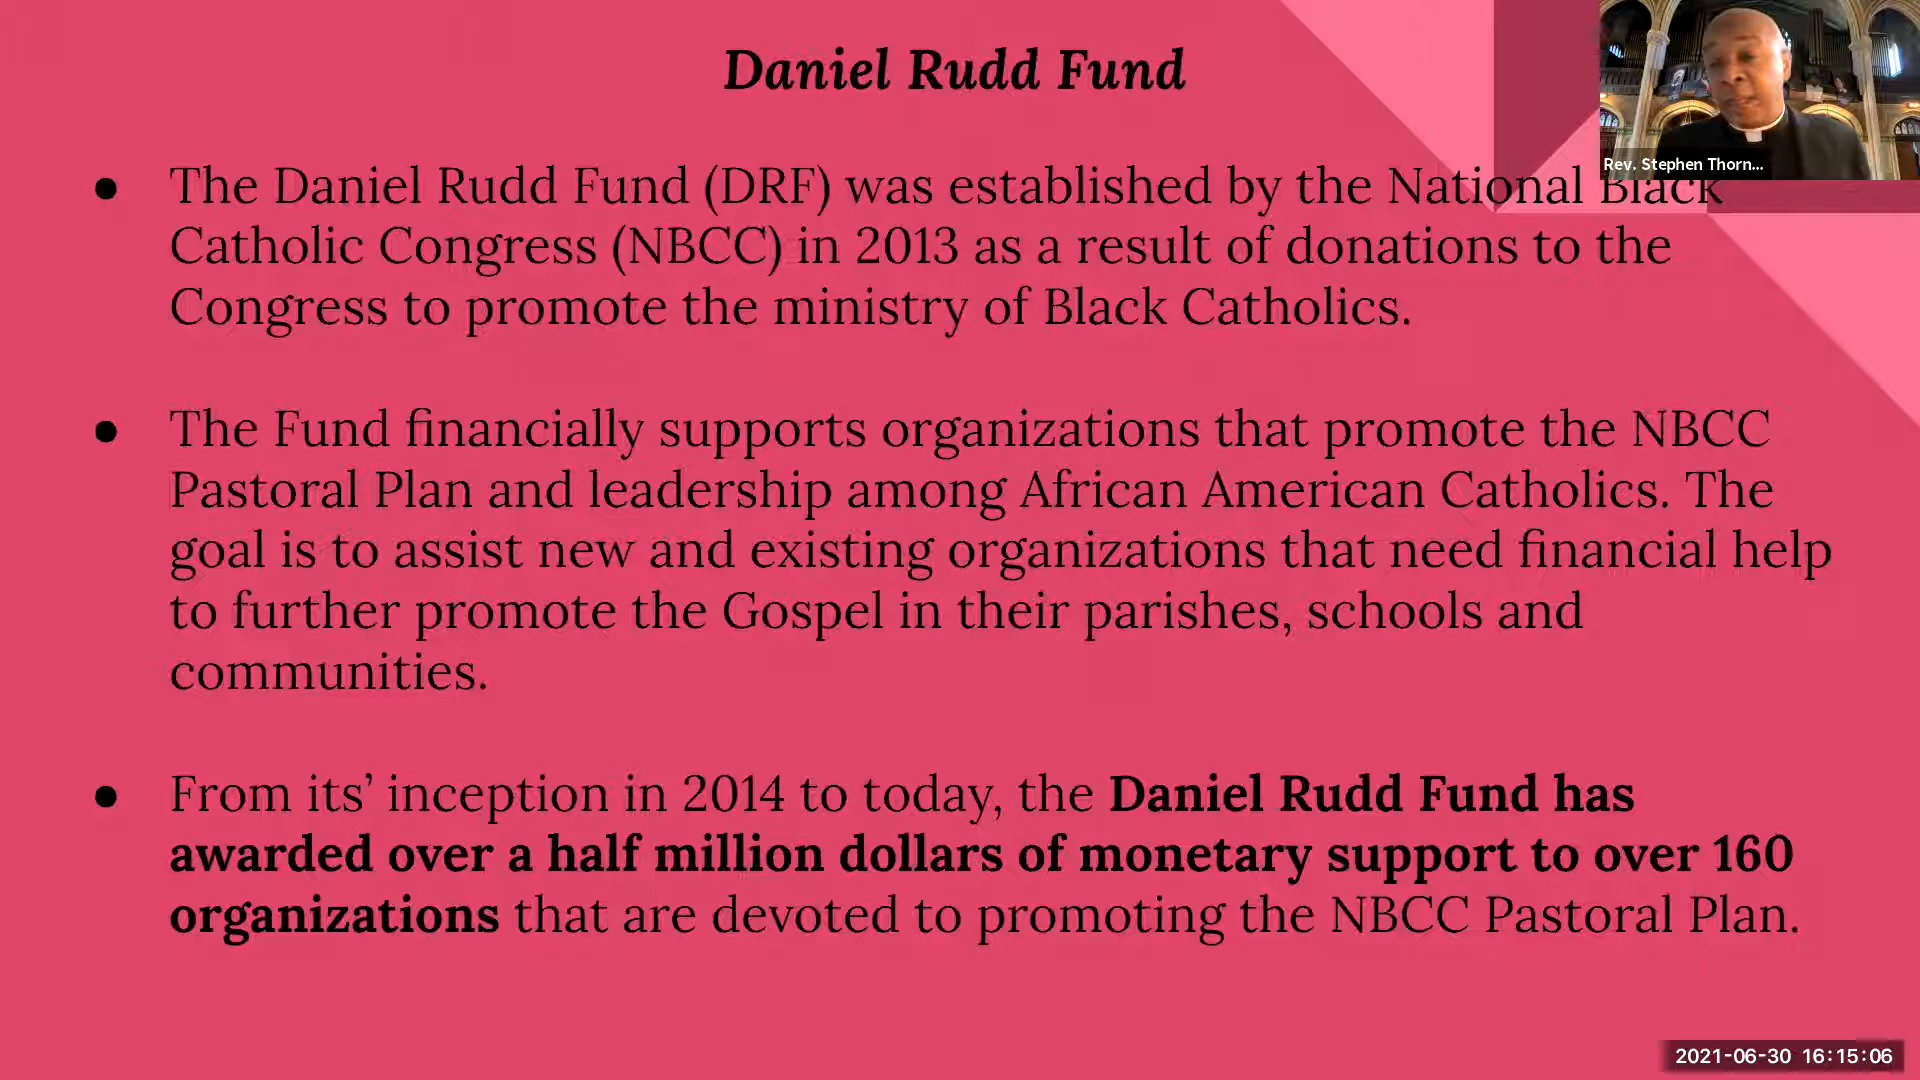 Daniel Rudd Fund
Rev. Stephen Thorn...
● The Daniel Rudd Fund (DRF) was established by the National Black
Catholic Congress (NBCC) in 2013 as a result of donations to the
Congress to promote the ministry of Black Catholics.
● The Fund financially supports organizations that promote the NBCC
Pastoral Plan and leadership among African American Catholics. The
goal is to assist new and existing organizations that need financial help
to further promote the Gospel in their parishes, schools and
communities.
● From its’ inception in 2014 to today, the Daniel Rudd Fund has
awarded over a half million dollars of monetary support to over 160
organizations that are devoted to promoting the NBCC Pastoral Plan.
2021-06-30 16:15:06